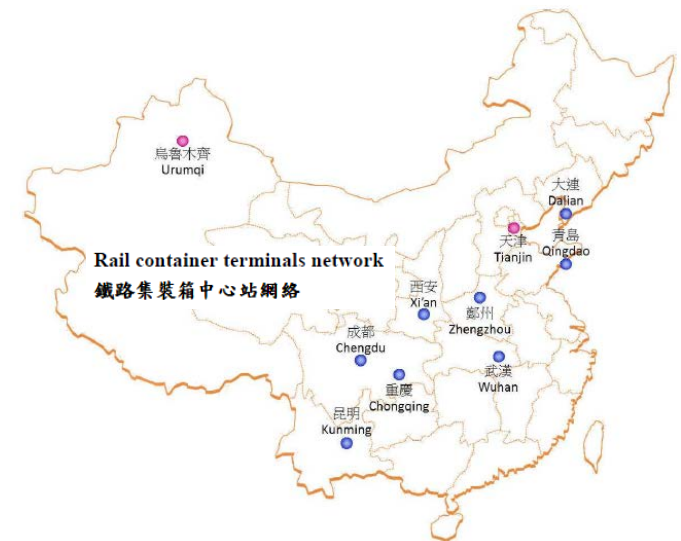 烏魯木齊
Urumqi
大連
Dalian
天津
Tianjin
青島
Qingdao
Rail container terminals network
鐵路集裝箱中心站網絡
西安
Xi'an
鄭州
Zhengzhou
成都
Chengdu
武漢
Wuhan
重慶
Chongqing
昆明
Kunming